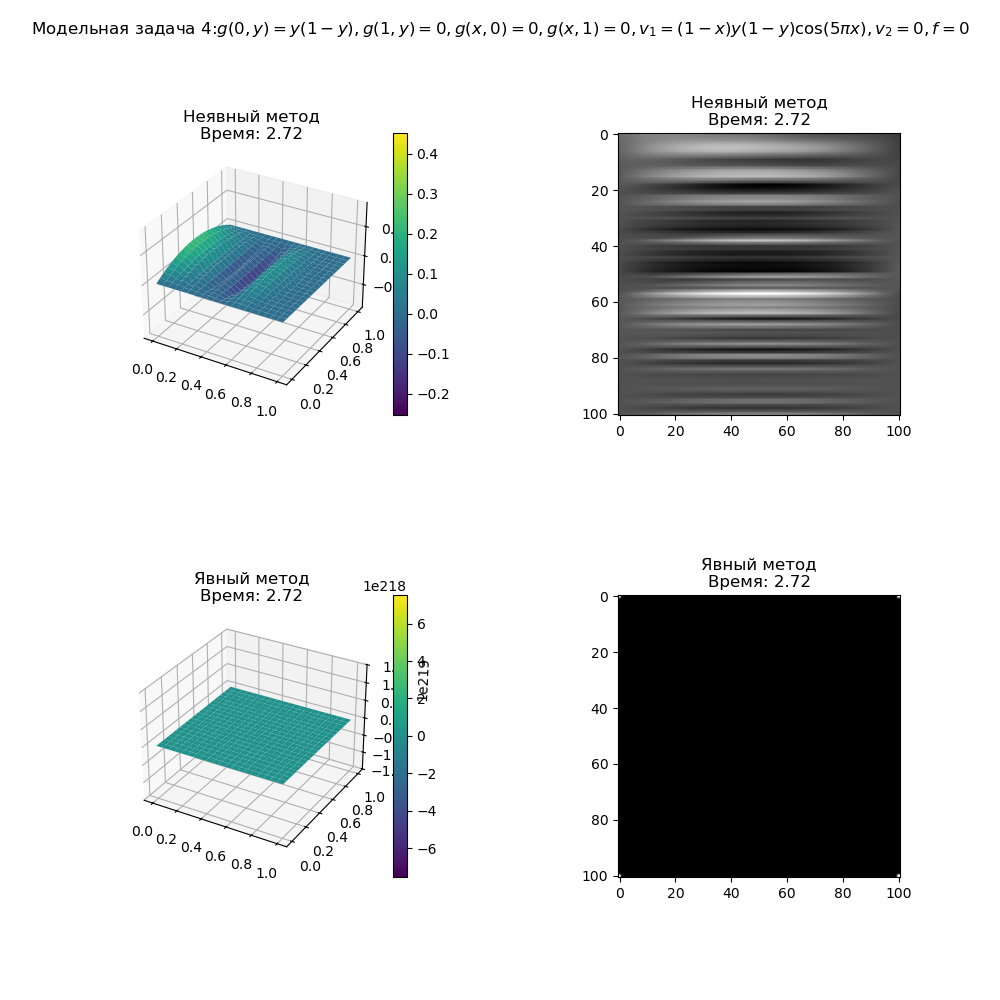 Модельная задача 4:g(0, y) = y(1 − y), g(1, y) = 0, g(x, 0) = 0, g(x, 1) = 0, v₁ = (1 − x)y(1 − y)cos(5πx), v₂ = 0, f = 0
Неявный метод
Время: 2.72
0.4
0.3
0.2
0.1
0.0
−0.1
−0.2
0.0 0.2 0.4 0.6 0.8 1.0
0.0 0.2 0.4 0.6 0.8 1.0
Неявный метод
Время: 2.72
0
20
40
60
80
100
0 20 40 60 80 100
Явный метод
Время: 2.72
1e218
6
4
2
0
−2
−4
−6
1e219
0.0 0.2 0.4 0.6 0.8 1.0
0.0 0.2 0.4 0.6 0.8 1.0
Явный метод
Время: 2.72
0
20
40
60
80
100
0 20 40 60 80 100